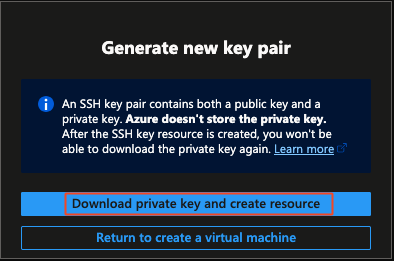 Generate new key pair
An SSH key pair contains both a public key and a
private key. Azure doesn't store the private key.
After the SSH key resource is created, you won't be
able to download the private key again. Learn more
Download private key and create resource
Return to create a virtual machine